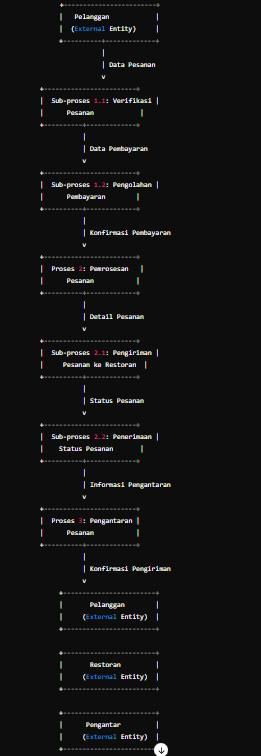 Pelanggan
(External Entity)
Data Pesanan
v
Sub-proses 1.1: Verifikasi
Pesanan
Data Pembayaran
v
Sub-proses 1.2: Pengolahan
Pembayaran
Konfirmasi Pembayaran
v
Proses 2: Pemrosesan
Pesanan
Detail Pesanan
v
Sub-proses 2.1: Pengiriman
Pesanan ke Restoran
Status Pesanan
v
Sub-proses 2.2: Penerimaan
Status Pesanan
Informasi Pengantaran
v
Proses 3: Pengantaran
Pesanan
Konfirmasi Pengiriman
v
Pelanggan
(External Entity)
Restoran
(External Entity)
Pengantar
(External Entity)